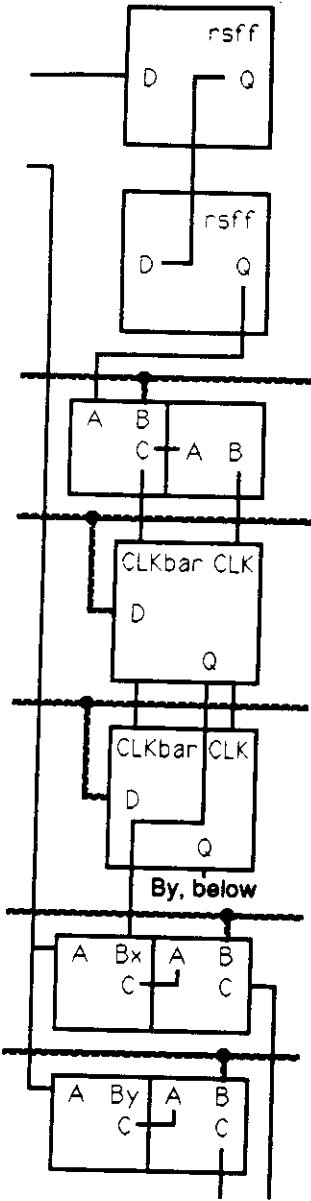 rsff
D Q
rsff
D Q
A B
C A B
CLKbar CLK
D
Q
CLKbar CLK
D
Q
By, below
A Bx A B
C C
A By A B
C C